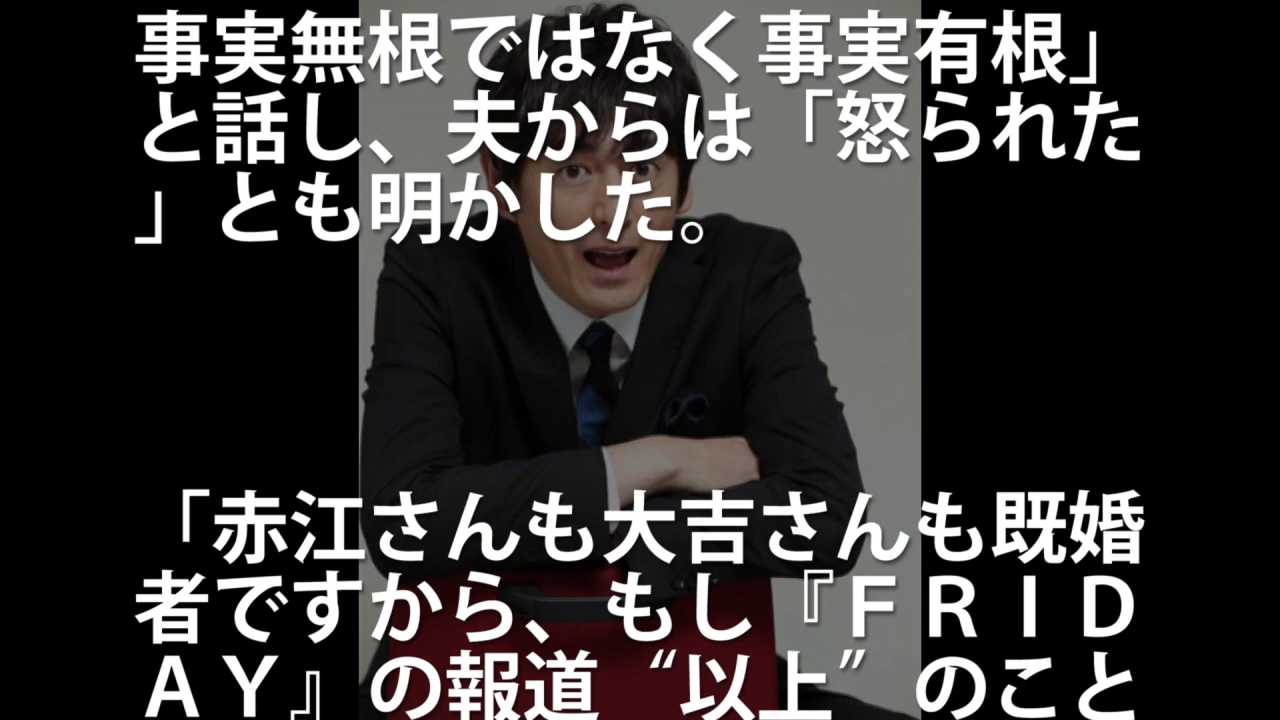 事実無根ではなく事実有根」
と話し、夫からは「怒られた
」とも明かした。
「赤江さんも大吉さんも既婚
者ですから、もし『ＦＲＩＤ
ＡＹ』の報道“以上”のこと